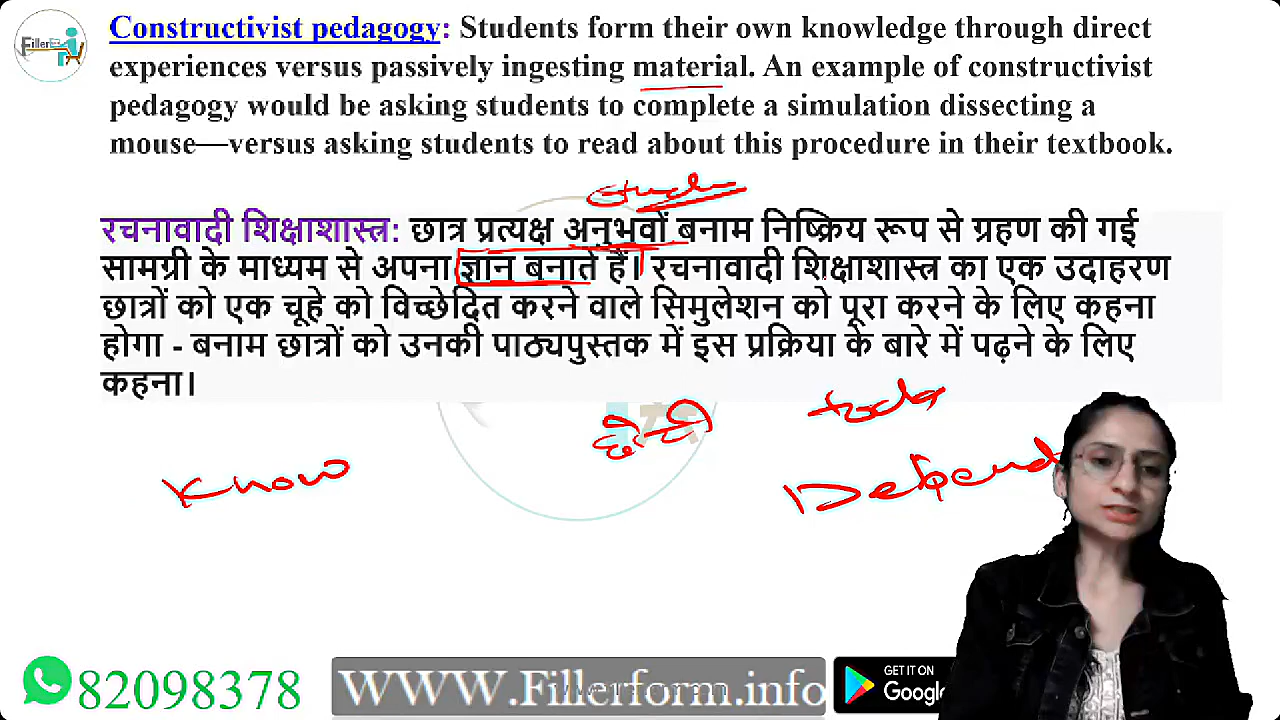 Constructivist pedagogy: Students form their own knowledge through direct
experiences versus passively ingesting material. An example of constructivist
pedagogy would be asking students to complete a simulation dissecting a
mouse—versus asking students to read about this procedure in their textbook.
रचनावादी शिक्षाशास्त्र: छात्र प्रत्यक्ष अनुभवों बनाम निष्क्रिय रूप से ग्रहण की गई
सामग्री के माध्यम से अपना ज्ञान बनाते हैं। रचनावादी शिक्षाशास्त्र का एक उदाहरण
छात्रों को एक चूहे को विच्छेदित करने वाले सिमुलेशन को पूरा करने के लिए कहना
होगा - बनाम छात्रों को उनकी पाठ्यपुस्तक में इस प्रक्रिया के बारे में पढ़ने के लिए
कहना।
Know
Depend
82098378
WWW.Fillerform.info
GET IT ON
Google